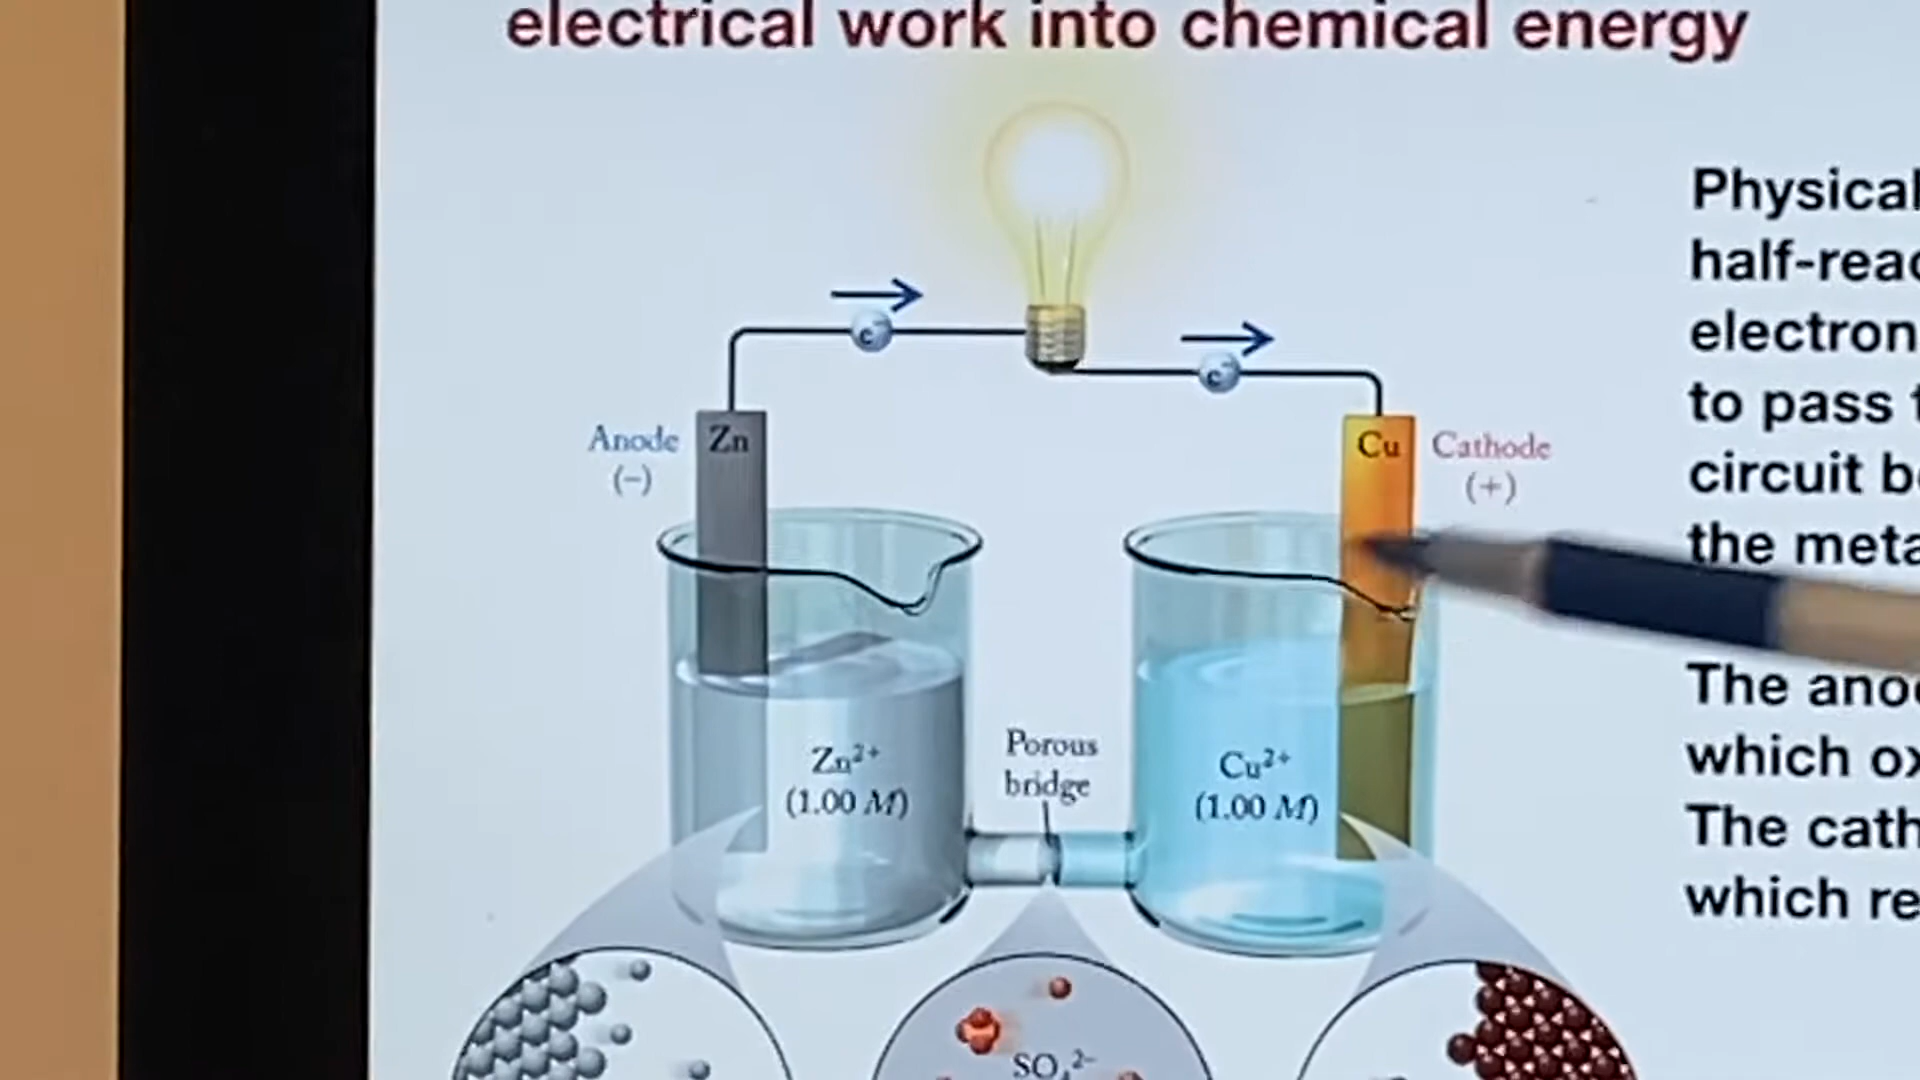 electrical work into chemical energy
e⁻
e⁻
Anode
(−)
Zn
Cu
Cathode
(+)
Zn²⁺
(1.00 M)
Porous
bridge
Cu²⁺
(1.00 M)
SO₄²⁻
Physical
half-reac
electron
to pass
circuit b
the meta
The ano
which ox
The cath
which re